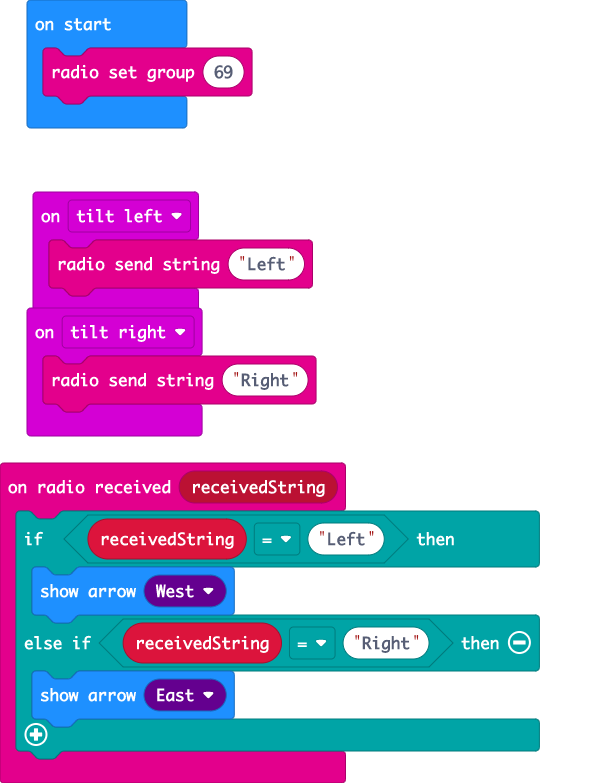 on start
radio set group 69
on tilt left
radio send string "Left"
on tilt right
radio send string "Right"
on radio received receivedString
if receivedString = "Left" then
show arrow West
else if receivedString = "Right" then
show arrow East